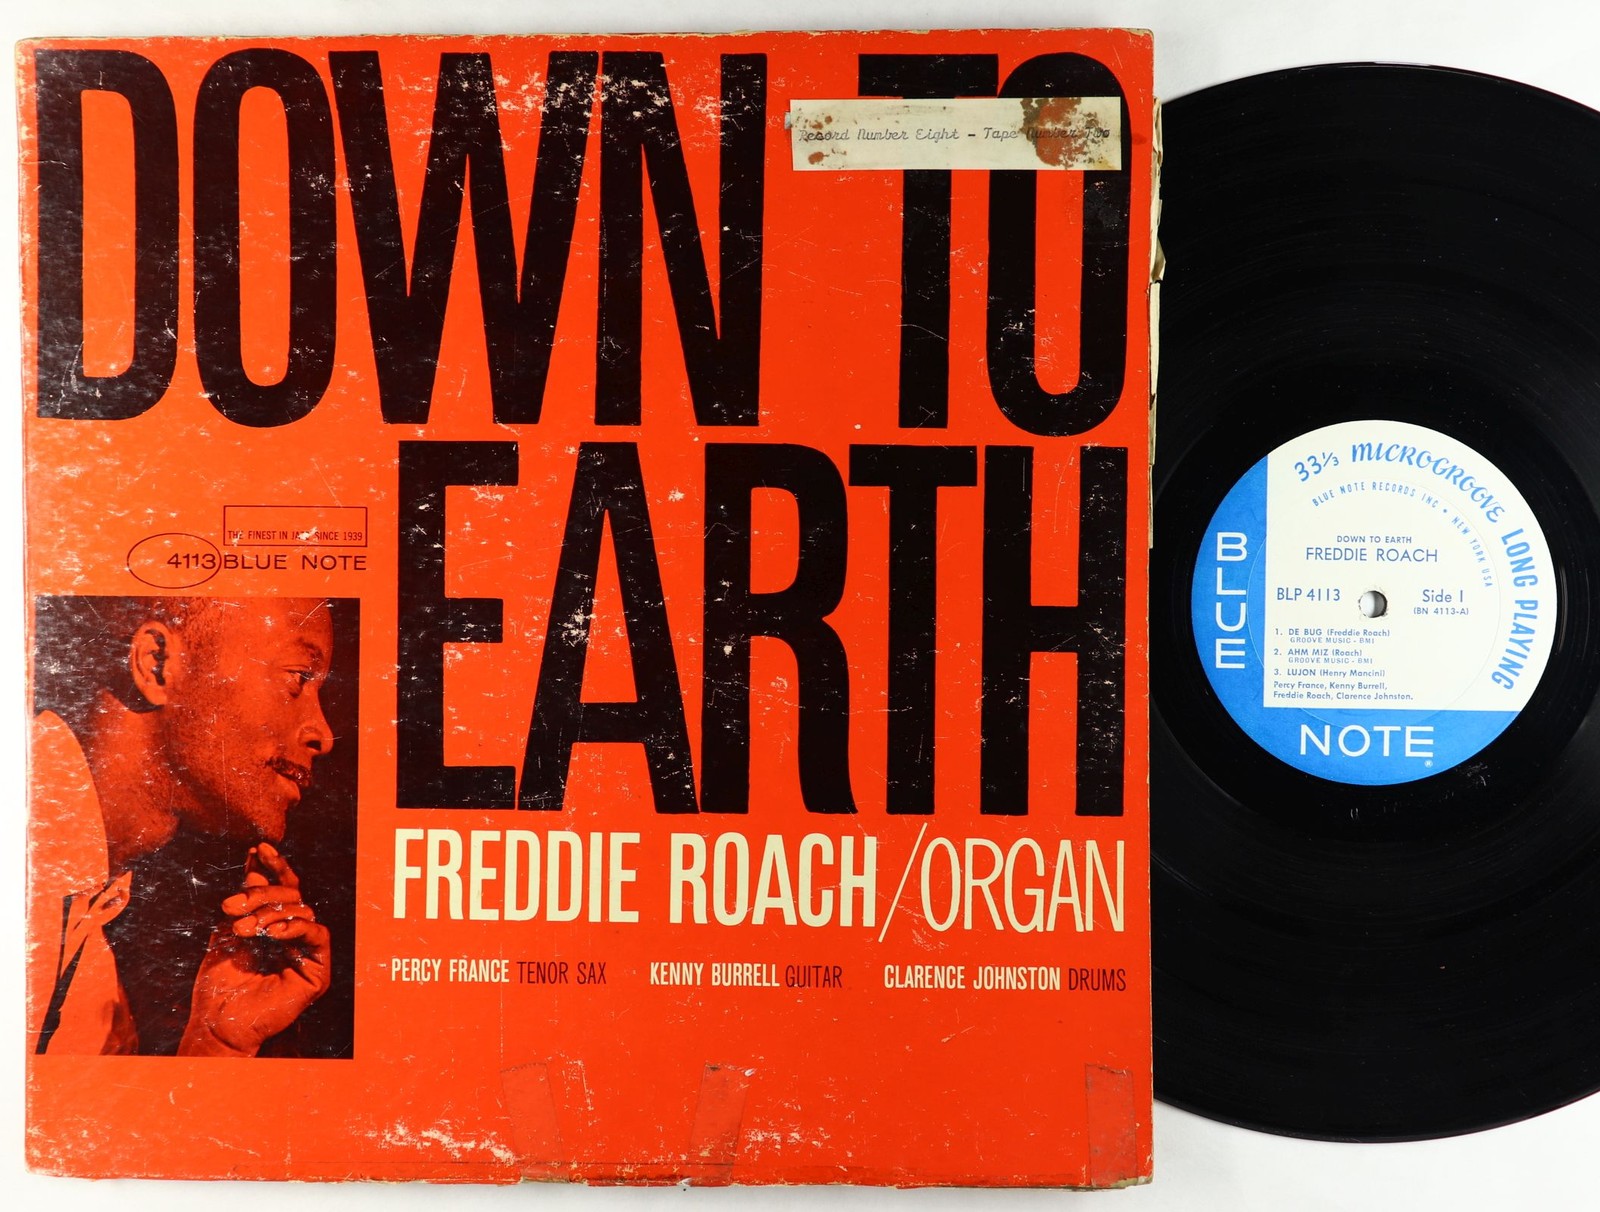 DOWN TO
Record Number Eight - Tape Number Two
EARTH
THE FINEST IN JAZZ SINCE 1939
4113 BLUE NOTE
FREDDIE ROACH/ORGAN
PERCY FRANCE TENOR SAX KENNY BURRELL GUITAR CLARENCE JOHNSTON DRUMS
33 1/3 MICROGROOVE LONG PLAYING
BLUE NOTE RECORDS INC • NEW YORK USA
DOWN TO EARTH
FREDDIE ROACH
BLP 4113 Side 1
(BN 4113-A)
1. DE BUG (Freddie Roach)
GROOVE MUSIC - BMI
2. AHM MIZ (Roach)
GROOVE MUSIC - BMI
3. LUJON (Henry Mancini)
Percy France, Kenny Burrell,
Freddie Roach, Clarence Johnston.
BLUE
NOTE®